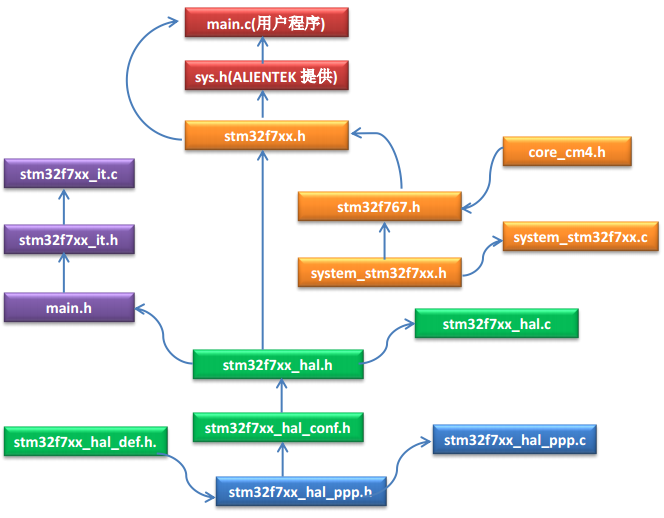 main.c(用户程序)
sys.h(ALIENTEK 提供)
stm32f7xx.h
core_cm4.h
stm32f7xx_it.c
stm32f767.h
stm32f7xx_it.h
system_stm32f7xx.c
system_stm32f7xx.h
main.h
stm32f7xx_hal.c
stm32f7xx_hal.h
stm32f7xx_hal_conf.h
stm32f7xx_hal_def.h.
stm32f7xx_hal_ppp.c
stm32f7xx_hal_ppp.h